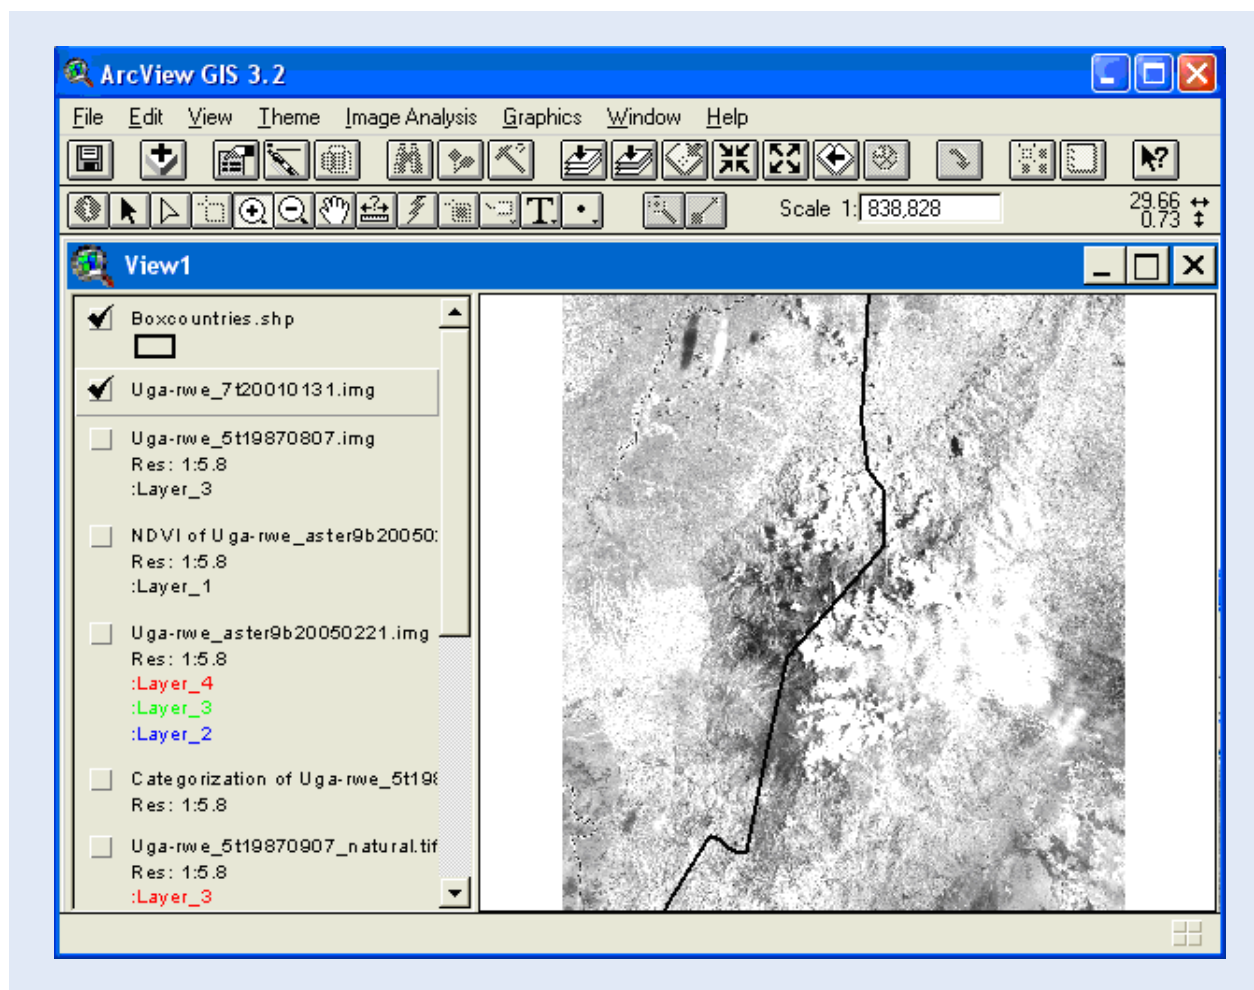 ArcView GIS 3.2
File Edit View Theme Image Analysis Graphics Window Help
Scale 1: 838,828
29.66
0.73
View1
Boxcountries.shp
Uga-rwe_7t20010131.img
Uga-rwe_5t19870807.img
Res: 1:5.8
:Layer_3
NDVI of Uga-rwe_aster9b20050
Res: 1:5.8
:Layer_1
Uga-rwe_aster9b20050221.img
Res: 1:5.8
:Layer_4
:Layer_3
:Layer_2
Categorization of Uga-rwe_5t198
Res: 1:5.8
Uga-rwe_5t19870907_natural.tif
Res: 1:5.8
:Layer_3